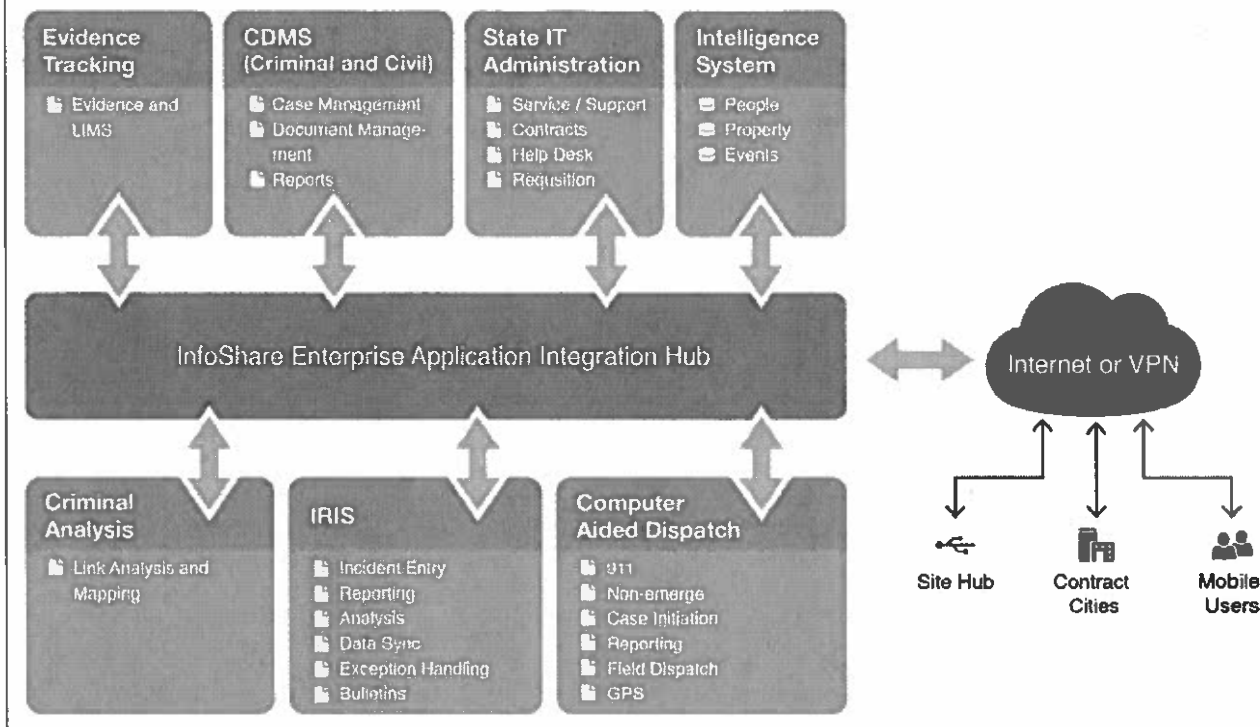 Evidence
Tracking
Evidence and
LIMS
CDMS
(Criminal and Civil)
Case Management
Document Manage-
ment
Reports
State IT
Administration
Service / Support
Contracts
Help Desk
Requsition
Intelligence
System
People
Property
Events
InfoShare Enterprise Application Integration Hub
Internet or VPN
Criminal
Analysis
Link Analysis and
Mapping
IRIS
Incident Entry
Reporting
Analysis
Data Sync
Exception Handling
Bulletins
Computer
Aided Dispatch
911
Non-emerge
Case Initiation
Reporting
Field Dispatch
GPS
Site Hub
Contract
Cities
Mobile
Users